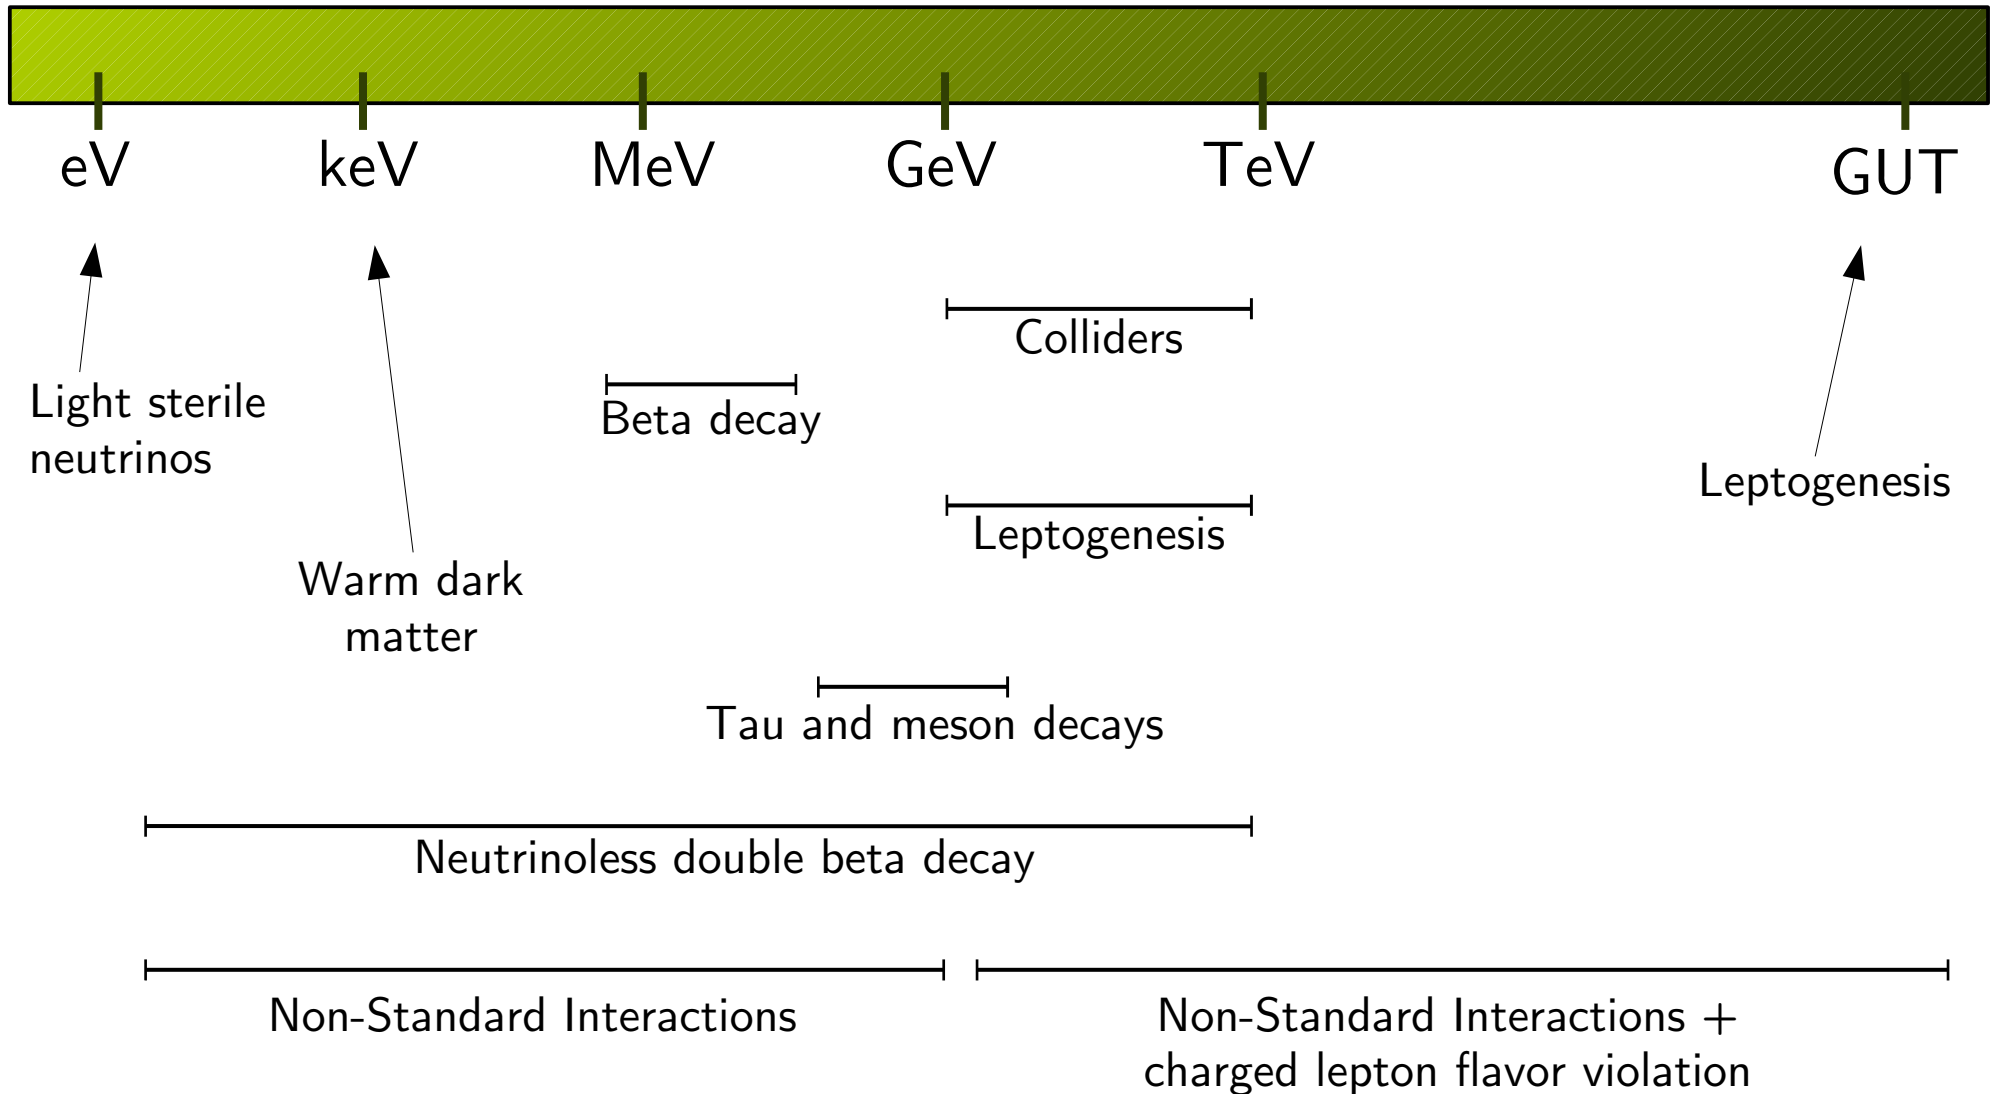 eV
keV
MeV
GeV
TeV
GUT
Colliders
Light sterile
neutrinos
Beta decay
Leptogenesis
Leptogenesis
Warm dark
matter
Tau and meson decays
Neutrinoless double beta decay
Non-Standard Interactions
Non-Standard Interactions +
charged lepton flavor violation